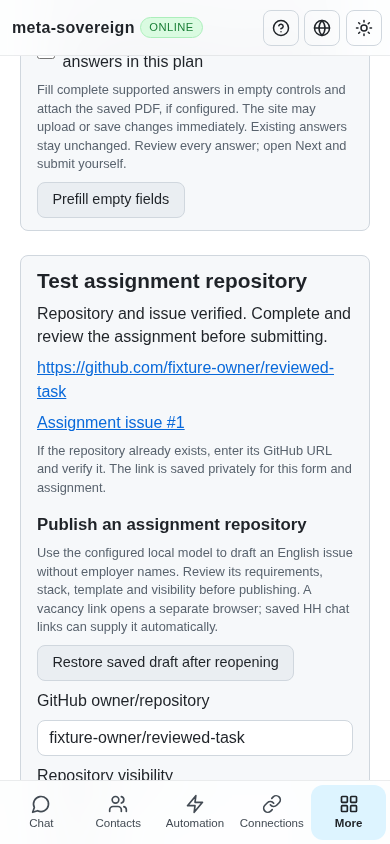 meta-sovereign ONLINE
answers in this plan
Fill complete supported answers in empty controls and
attach the saved PDF, if configured. The site may
upload or save changes immediately. Existing answers
stay unchanged. Review every answer; open Next and
submit yourself.
Prefill empty fields
Test assignment repository
Repository and issue verified. Complete and
review the assignment before submitting.
https://github.com/fixture-owner/reviewed-
task
Assignment issue #1
If the repository already exists, enter its GitHub URL
and verify it. The link is saved privately for this form and
assignment.
Publish an assignment repository
Use the configured local model to draft an English issue
without employer names. Review its requirements,
stack, template and visibility before publishing. A
vacancy link opens a separate browser; saved HH chat
links can supply it automatically.
Restore saved draft after reopening
GitHub owner/repository
fixture-owner/reviewed-task
Repository visibility
Chat Contacts Automation Connections More